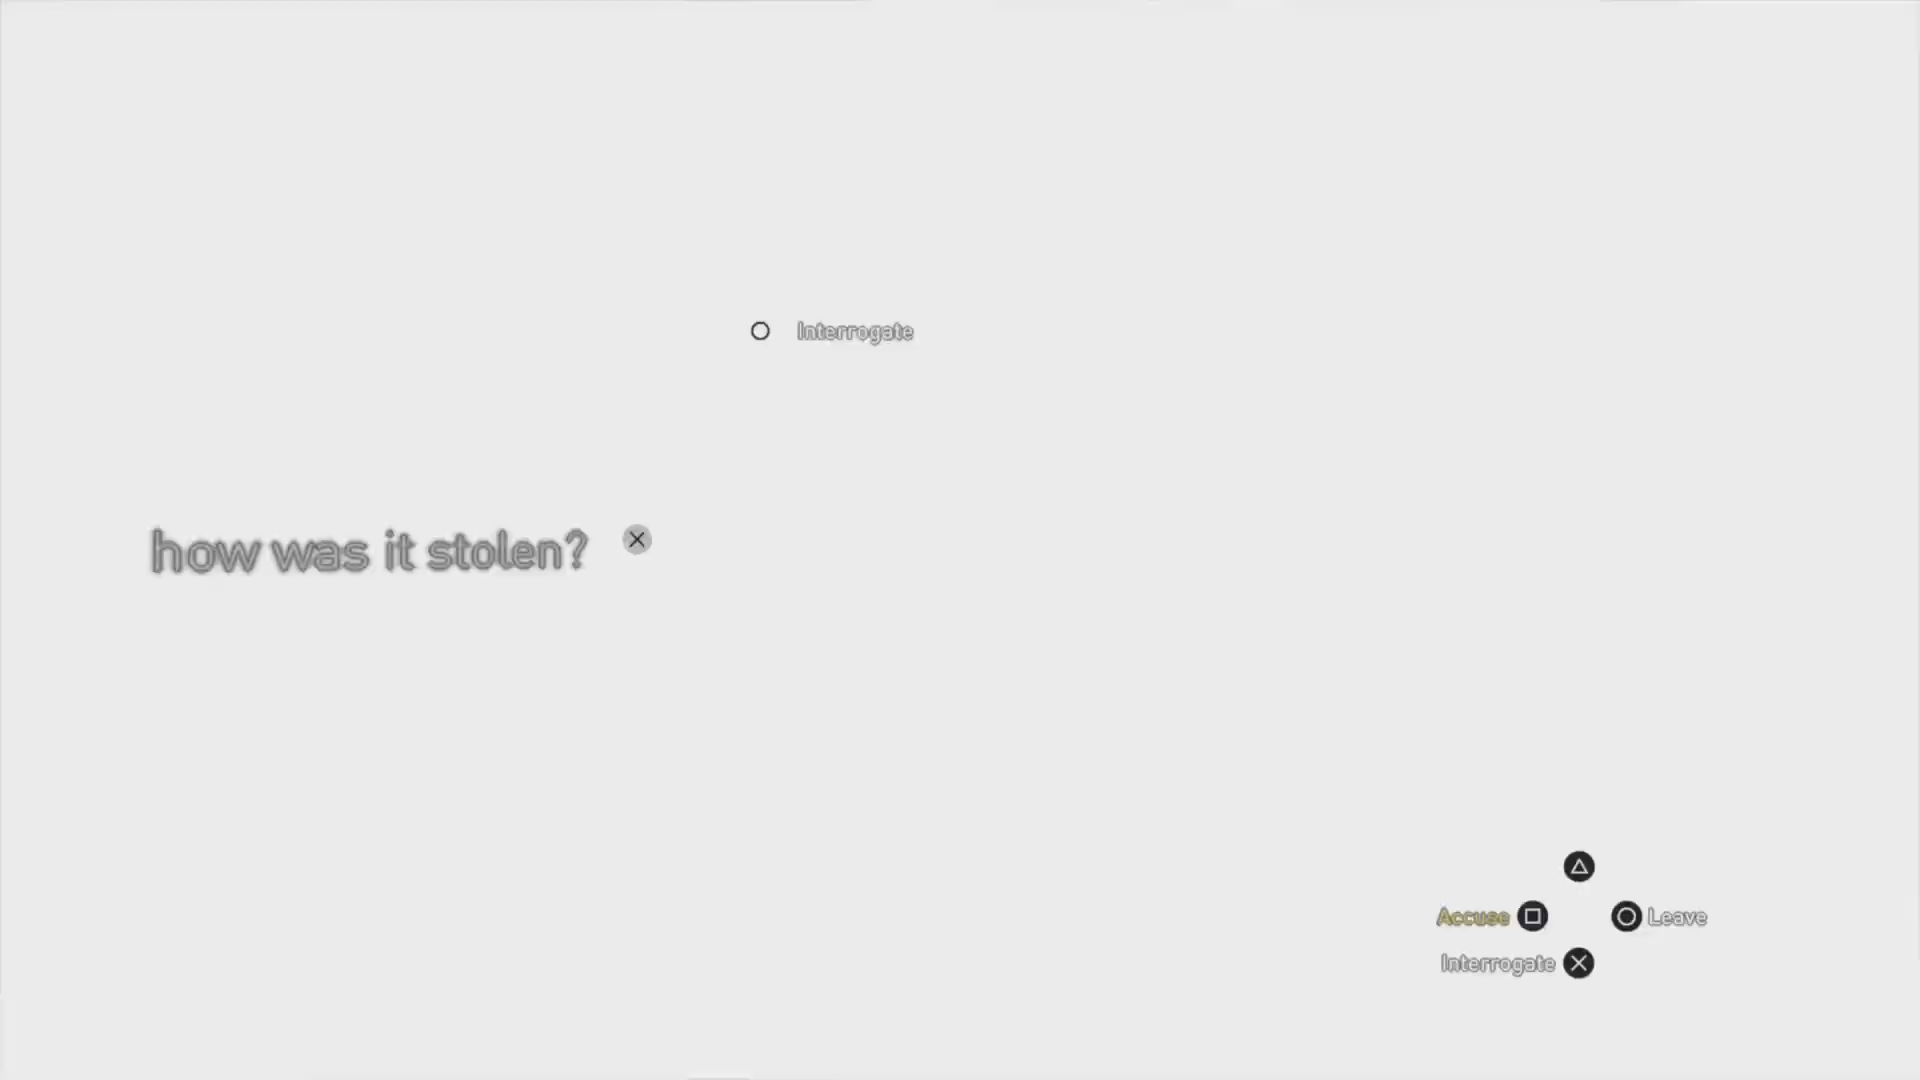 Interrogate
how was it stolen?
Accuse
Leave
Interrogate